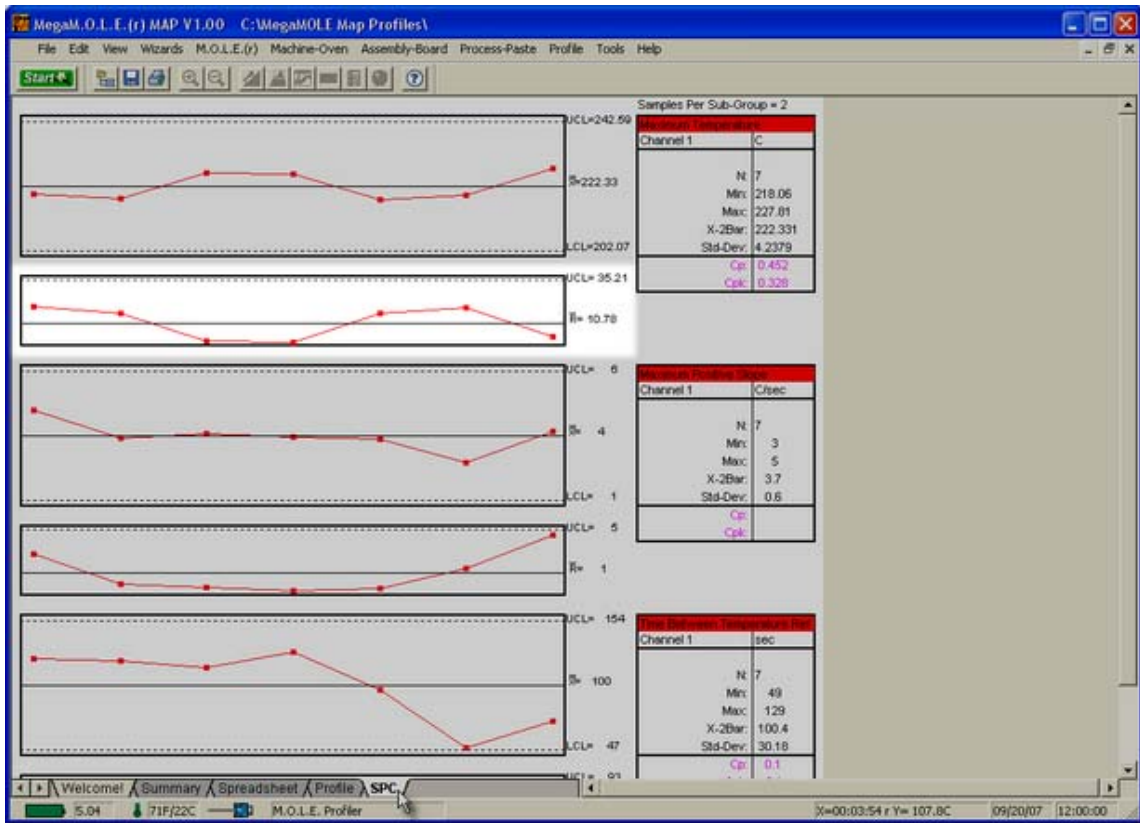 MegaM.O.L.E.(r) MAP V1.00 C:\MegaMOLE Map Profiles\
File Edit View Wizards M.O.L.E.(r) Machine-Oven Assembly-Board Process-Paste Profile Tools Help
Start
Samples Per Sub-Group = 2
UCL=242.59
X=222.33
LCL=202.07
Maximum Temperature
Channel 1 C
N: 7
Min: 218.06
Max: 227.81
X-2Bar: 222.331
Std-Dev: 4.2379
Cp: 0.452
Cpk: 0.328
UCL= 35.21
R= 10.78
UCL= 6
X= 4
LCL= 1
Maximum Positive Slope
Channel 1 C/sec
N: 7
Min: 3
Max: 5
X-2Bar: 3.7
Std-Dev: 0.6
Cp:
Cpk:
UCL= 5
R= 1
UCL= 154
X= 100
LCL= 47
Time Between Temperature Ref
Channel 1 sec
N: 7
Min: 49
Max: 129
X-2Bar: 100.4
Std-Dev: 30.18
Cp: 0.1
Welcome! Summary Spreadsheet Profile SPC
5.04 71F/22C M.O.L.E. Profiler X=00:03:54 r Y= 107.8C 09/20/07 12:00:00